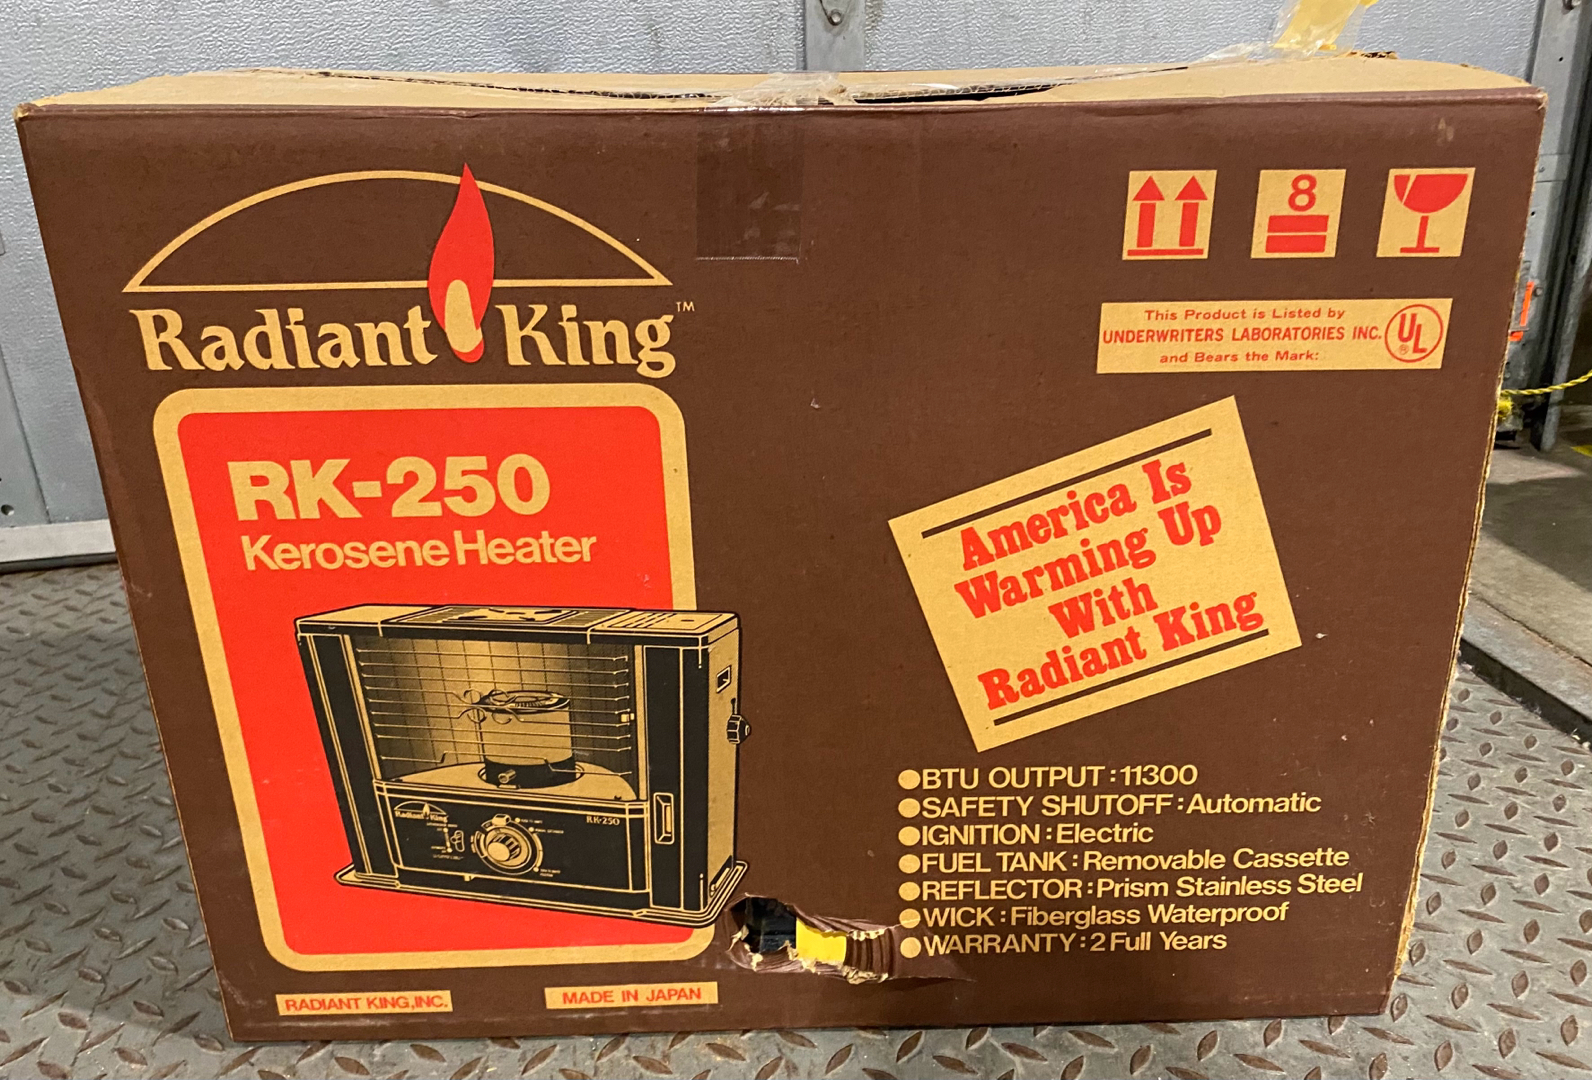 Radiant King™
RK-250
Kerosene Heater
Radiant King
RK-250
RADIANT KING, INC.
MADE IN JAPAN
8
This Product is Listed by
UNDERWRITERS LABORATORIES INC.
and Bears the Mark:
UL
®
America Is
Warming Up
With
Radiant King
●BTU OUTPUT : 11300
●SAFETY SHUTOFF : Automatic
●IGNITION : Electric
●FUEL TANK : Removable Cassette
●REFLECTOR : Prism Stainless Steel
●WICK : Fiberglass Waterproof
●WARRANTY : 2 Full Years